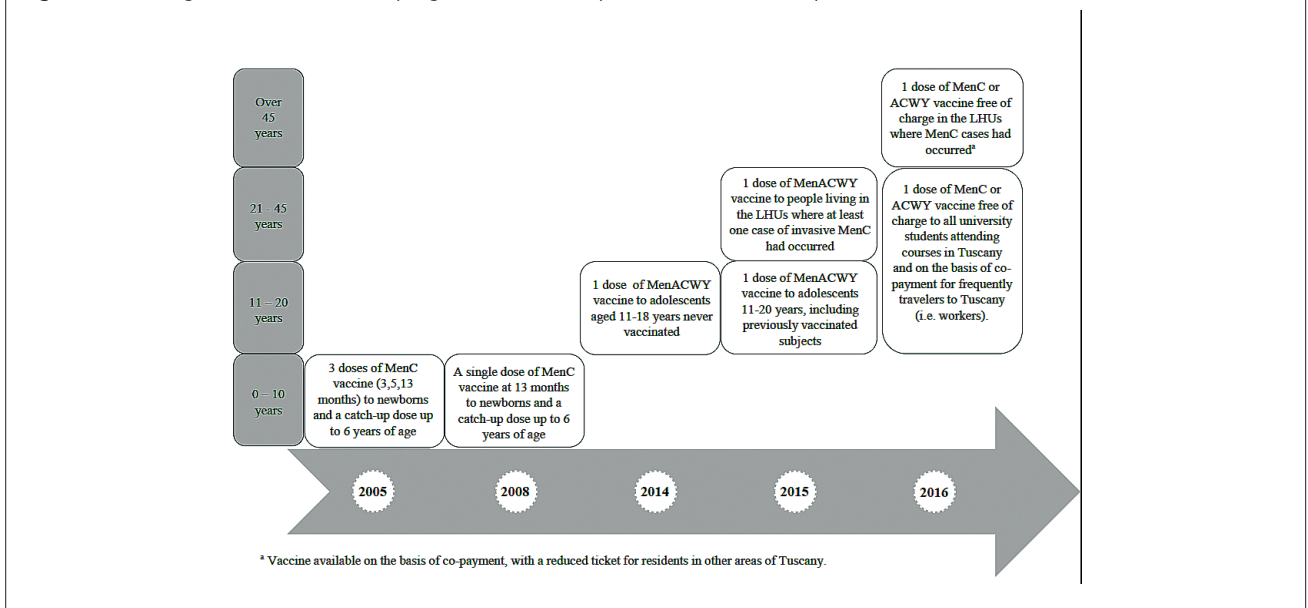 Over
45
years
1 dose of MenC or
ACWY vaccine free of
charge in the LHUs
where MenC cases had
occurredª
21 - 45
years
1 dose of MenACWY
vaccine to people living in
the LHUs where at least
one case of invasive MenC
had occurred
1 dose of MenC or
ACWY vaccine free of
charge to all university
students attending
courses in Tuscany
and on the basis of co-
payment for frequently
travelers to Tuscany
(i.e. workers).
11 – 20
years
1 dose of MenACWY
vaccine to adolescents
aged 11-18 years never
vaccinated
1 dose of MenACWY
vaccine to adolescents
11-20 years, including
previously vaccinated
subjects
0 – 10
years
3 doses of MenC
vaccine (3,5,13
months) to newborns
and a catch-up dose up
to 6 years of age
A single dose of MenC
vaccine at 13 months
to newborns and a
catch-up dose up to 6
years of age
2005
2008
2014
2015
2016
ª Vaccine available on the basis of co-payment, with a reduced ticket for residents in other areas of Tuscany.